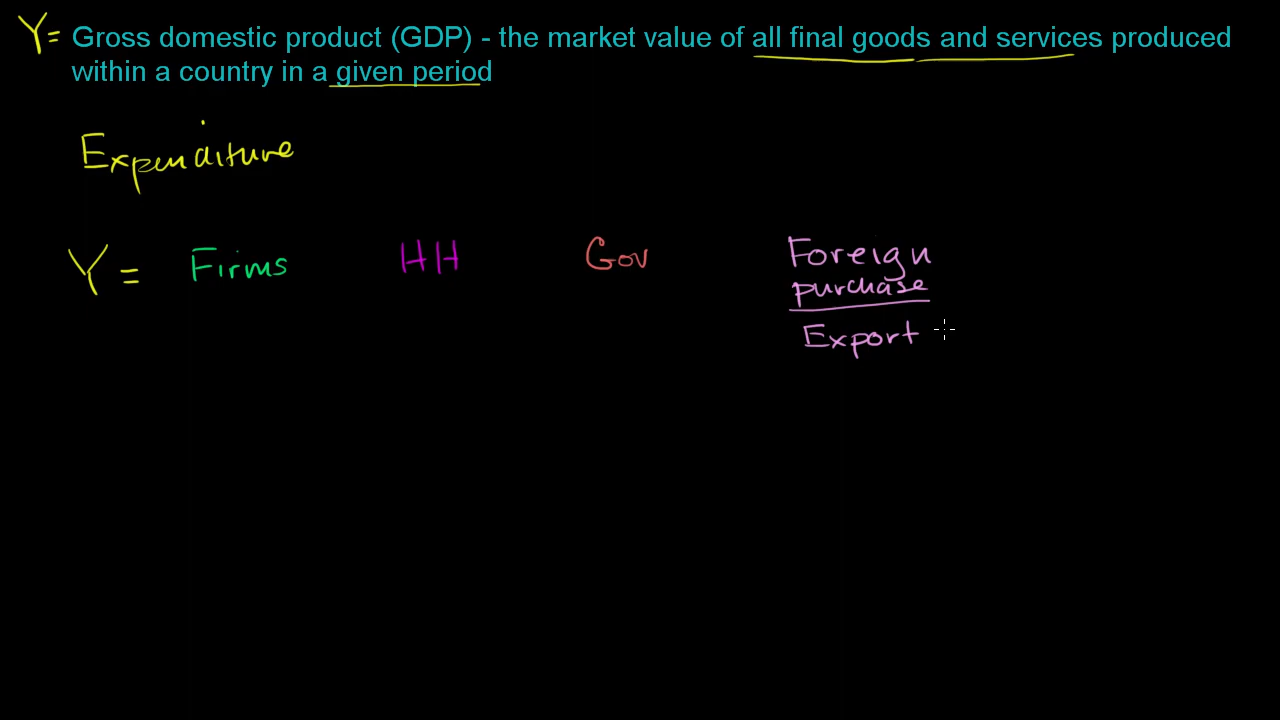 Y= Gross domestic product (GDP) - the market value of all final goods and services produced
within a country in a given period
Expenditure
Y = Firms HH Gov Foreign
purchase
Export